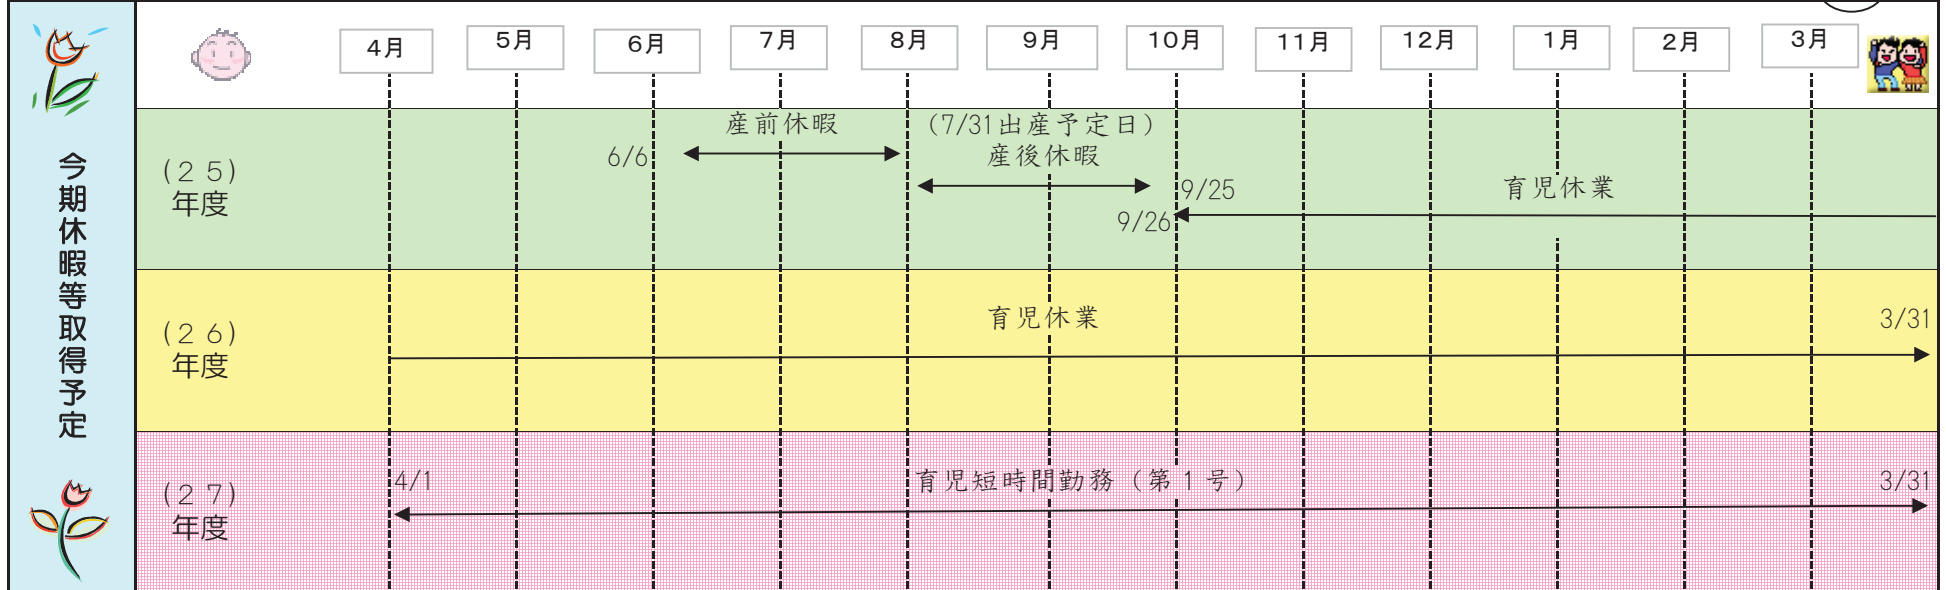 今期休暇等取得予定
4月 5月 6月 7月 8月 9月 10月 11月 12月 1月 2月 3月
(２５)
年度
産前休暇
6/6
(7/31出産予定日)
産後休暇
9/25
9/26
育児休業
(２６)
年度
育児休業
3/31
(２７)
年度
4/1
育児短時間勤務（第１号）
3/31